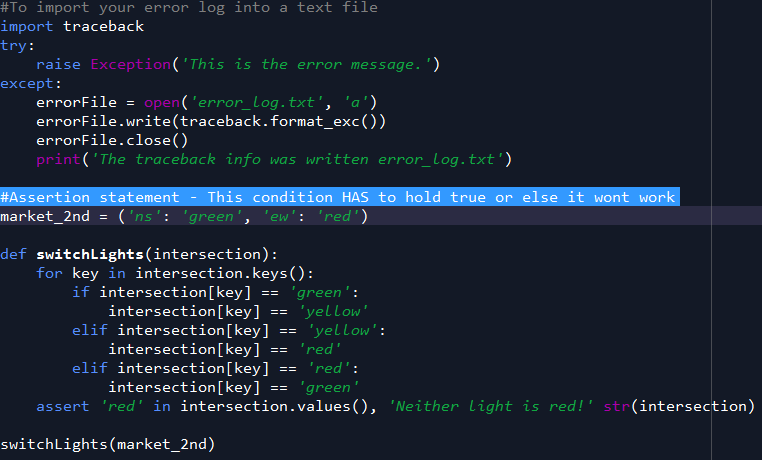 #To import your error log into a text file
import traceback
try:
    raise Exception('This is the error message.')
except:
    errorFile = open('error_log.txt', 'a')
    errorFile.write(traceback.format_exc())
    errorFile.close()
    print('The traceback info was written error_log.txt')

#Assertion statement - This condition HAS to hold true or else it wont work
market_2nd = ('ns': 'green', 'ew': 'red')

def switchLights(intersection):
    for key in intersection.keys():
        if intersection[key] == 'green':
            intersection[key] == 'yellow'
        elif intersection[key] == 'yellow':
            intersection[key] == 'red'
        elif intersection[key] == 'red':
            intersection[key] == 'green'
    assert 'red' in intersection.values(), 'Neither light is red!' str(intersection)

switchLights(market_2nd)